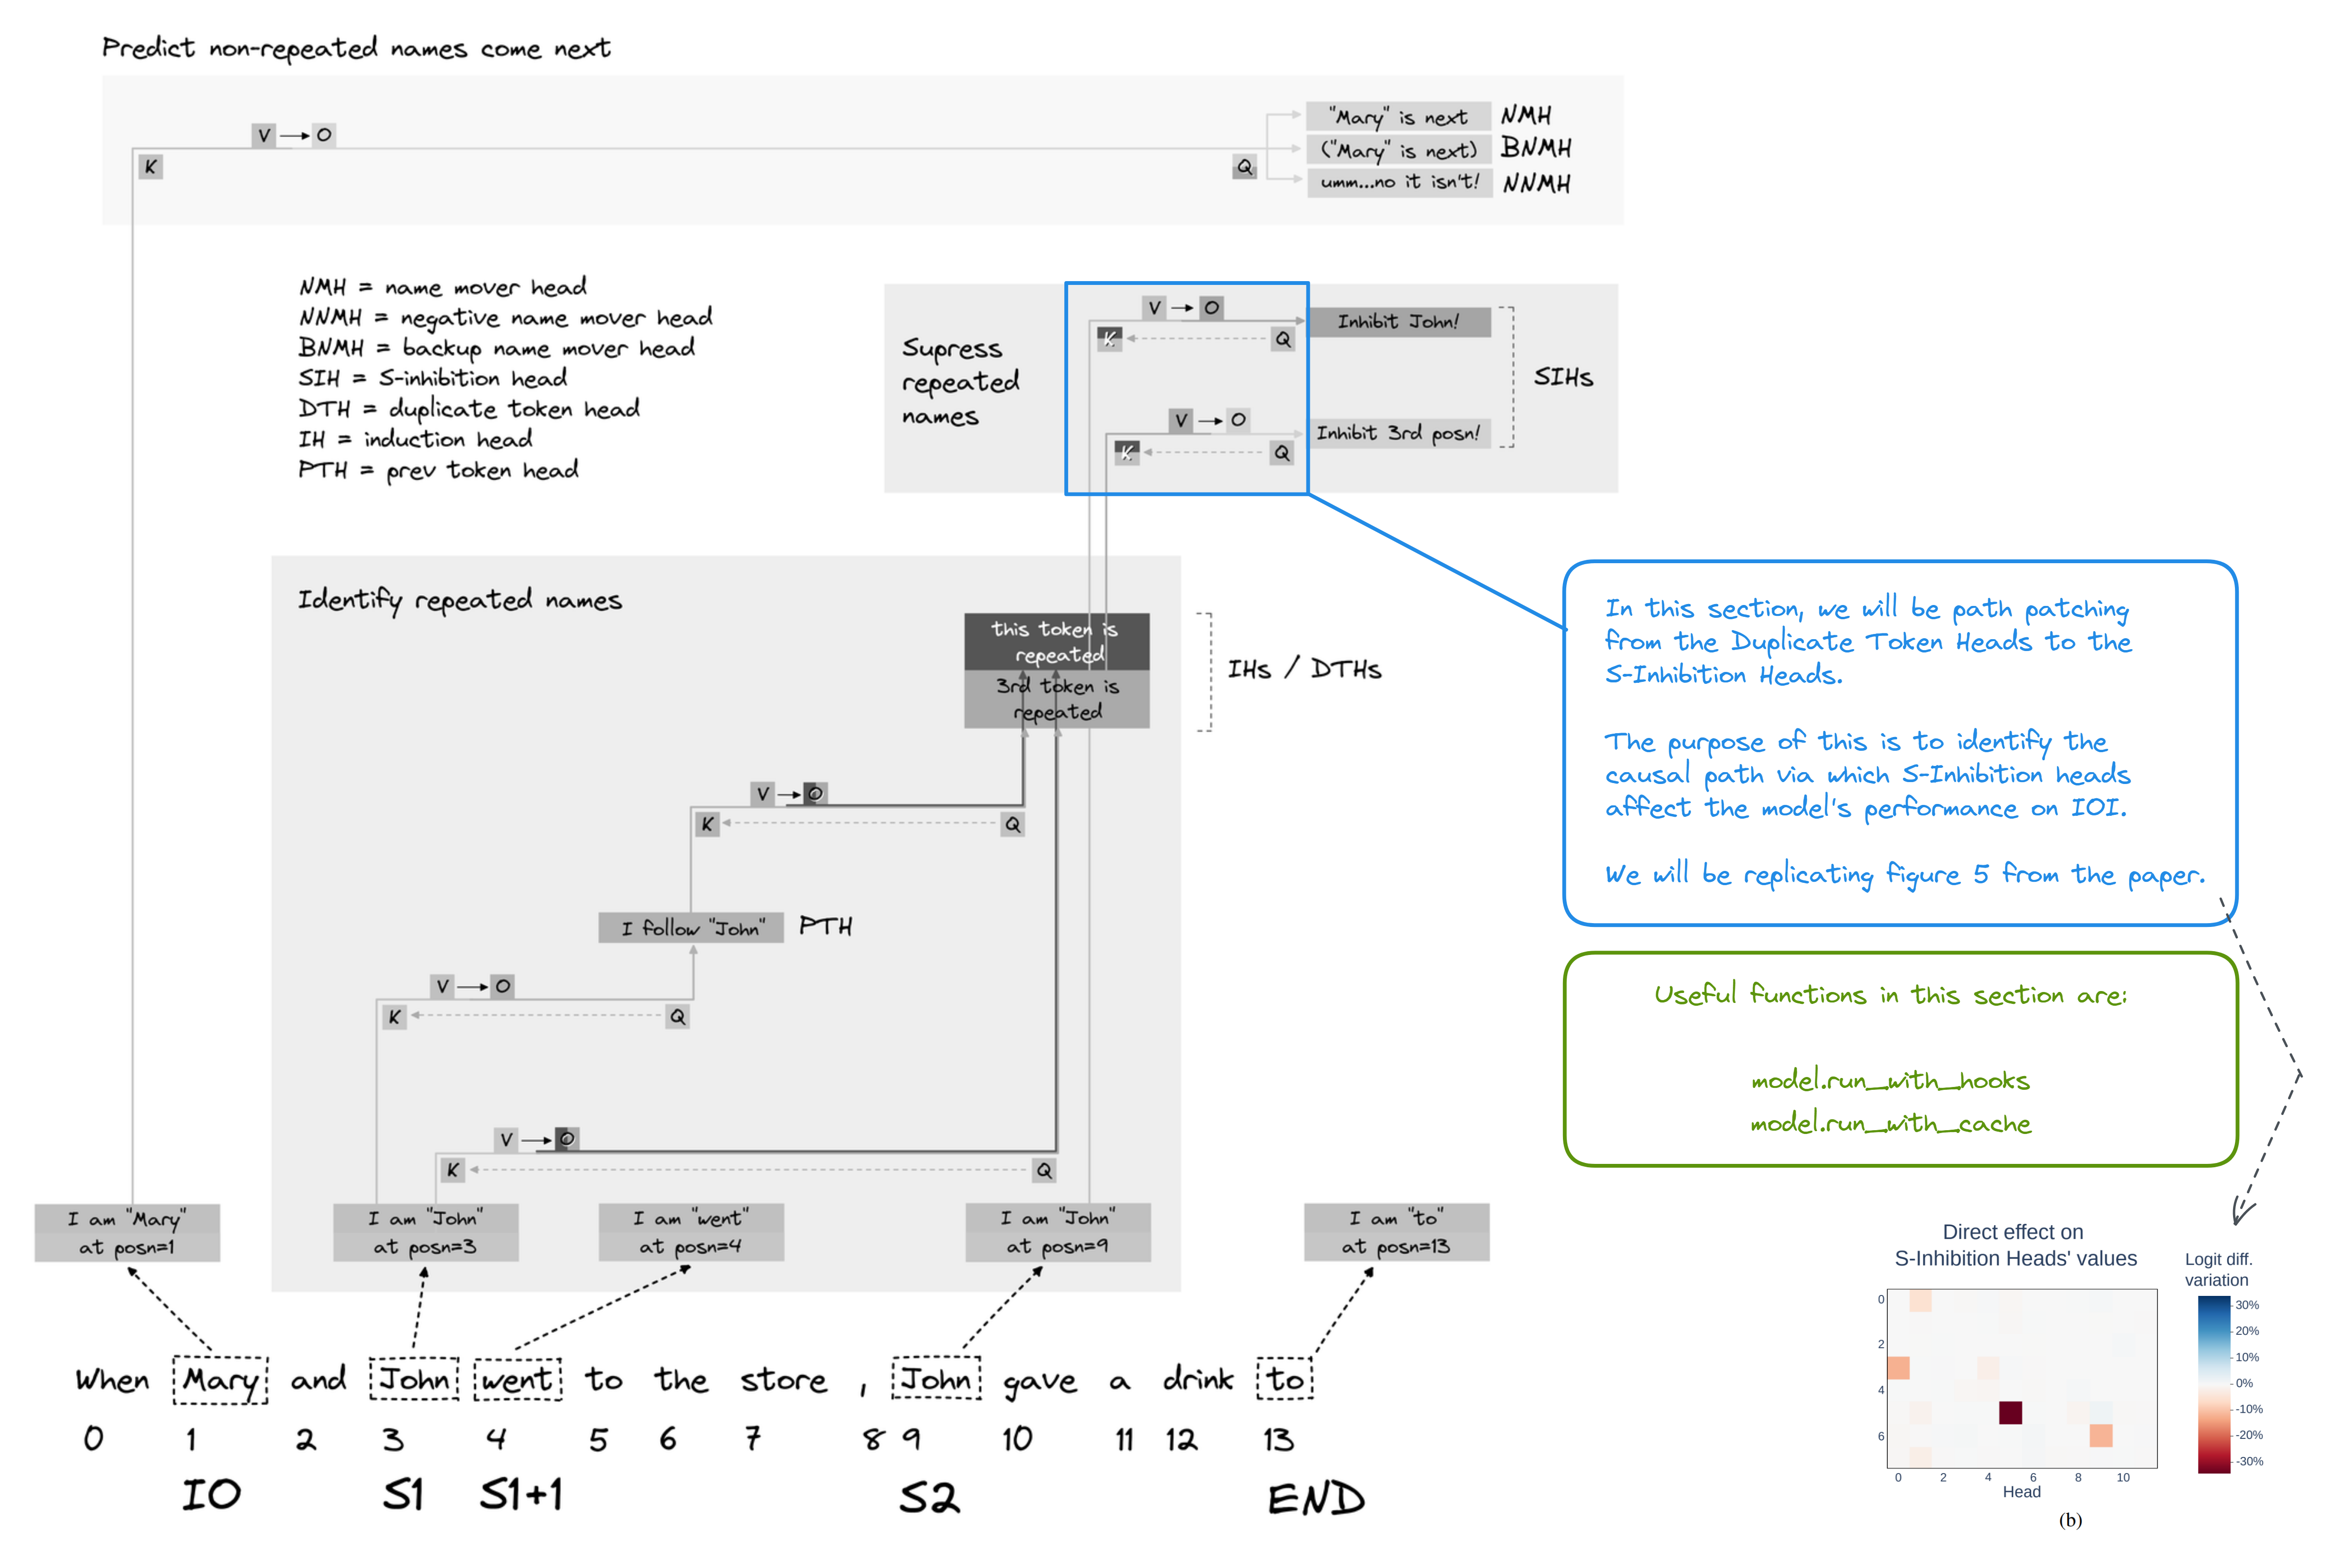 Predict non-repeated names come next
V → O
K
Q
"Mary" is next NMH
("Mary" is next) BNMH
umm...no it isn't! NNMH
NMH = name mover head
NNMH = negative name mover head
BNMH = backup name mover head
SIH = S-inhibition head
DTH = duplicate token head
IH = induction head
PTH = prev token head
Supress
repeated
names
V → O
K
Q
Inhibit John!
V → O
K
Q
Inhibit 3rd posn!
SIHs
Identify repeated names
this token is
repeated
3rd token is
repeated
IHs / DTHs
V → O
K
Q
I follow "John" PTH
V → O
K
Q
V → O
K
Q
I am "Mary"
at posn=1
I am "John"
at posn=3
I am "went"
at posn=4
I am "John"
at posn=9
I am "to"
at posn=13
When Mary and John went to the store , John gave a drink to
0 1 2 3 4 5 6 7 8 9 10 11 12 13
IO S1 S1+1 S2 END
In this section, we will be path patching
from the Duplicate Token Heads to the
S-Inhibition Heads.
The purpose of this is to identify the
causal path via which S-Inhibition heads
affect the model's performance on IOI.
We will be replicating figure 5 from the paper.
Useful functions in this section are:
model.run_with_hooks
model.run_with_cache
Direct effect on
S-Inhibition Heads' values
Logit diff.
variation
30%
20%
10%
0%
-10%
-20%
-30%
0
2
4
6
0 2 4 6 8 10
Head
(b)